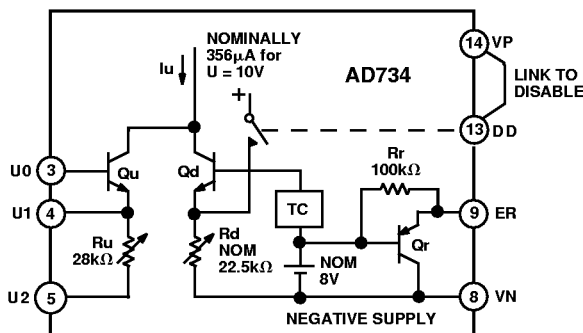 NOMINALLY
356μA for
U = 10V
Iu
AD734
14 VP
LINK TO
DISABLE
13 DD
+
U0 3
Qu
Qd
Rr
100kΩ
U1 4
TC
9 ER
Ru
28kΩ
Rd
NOM
22.5kΩ
Qr
NOM
8V
U2 5
8 VN
NEGATIVE SUPPLY